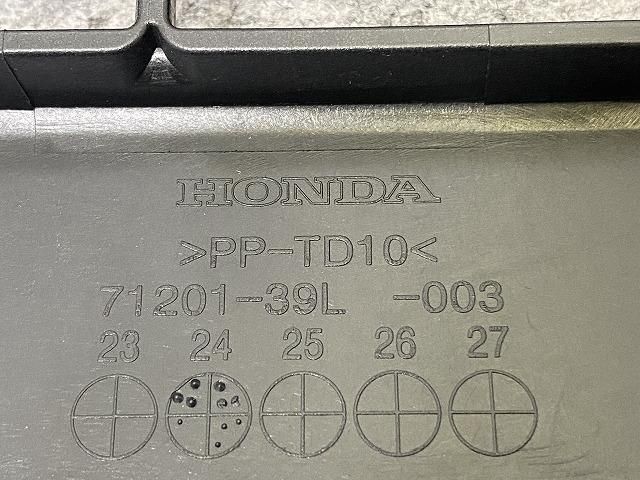 HONDA
>PP-TD10<
71201-39L -003
23 24 25 26 27